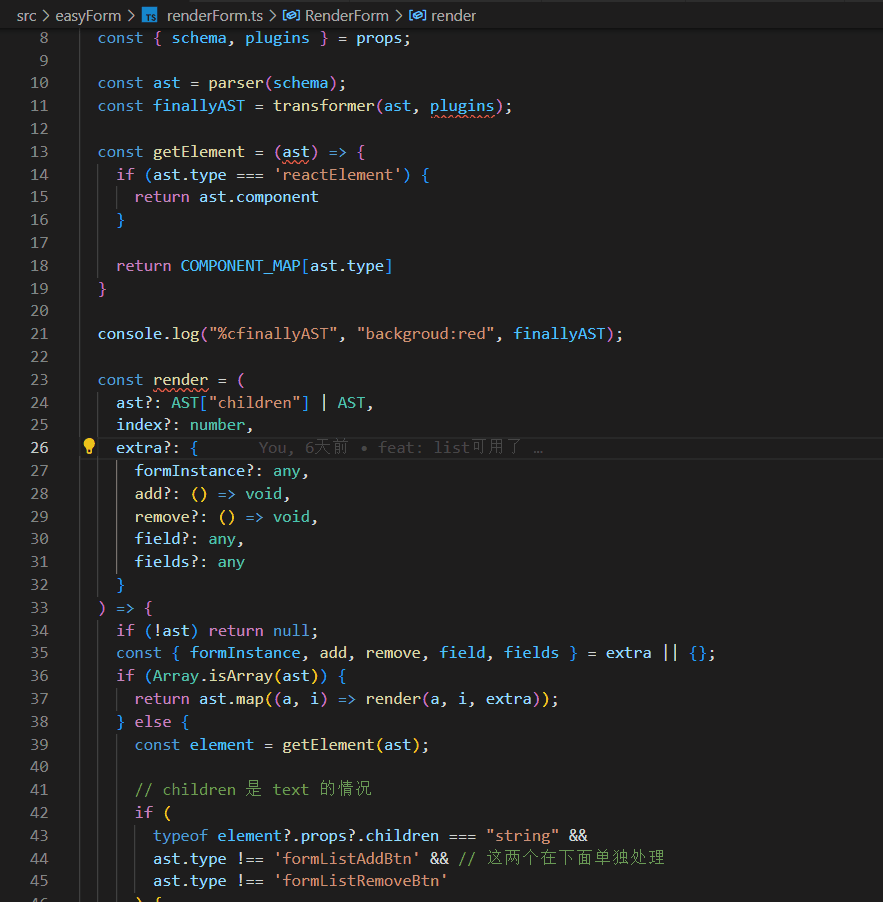 src > easyForm > TS renderForm.ts > RenderForm > render
8 const { schema, plugins } = props;
9
10 const ast = parser(schema);
11 const finallyAST = transformer(ast, plugins);
12
13 const getElement = (ast) => {
14 if (ast.type === 'reactElement') {
15 return ast.component
16 }
17
18 return COMPONENT_MAP[ast.type]
19 }
20
21 console.log("%cfinallyAST", "backgroud:red", finallyAST);
22
23 const render = (
24 ast?: AST["children"] | AST,
25 index?: number,
26 extra?: { You, 6天前 • feat: list可用了 …
27 formInstance?: any,
28 add?: () => void,
29 remove?: () => void,
30 field?: any,
31 fields?: any
32 }
33 ) => {
34 if (!ast) return null;
35 const { formInstance, add, remove, field, fields } = extra || {};
36 if (Array.isArray(ast)) {
37 return ast.map((a, i) => render(a, i, extra));
38 } else {
39 const element = getElement(ast);
40
41 // children 是 text 的情况
42 if (
43 typeof element?.props?.children === "string" &&
44 ast.type !== 'formListAddBtn' && // 这两个在下面单独处理
45 ast.type !== 'formListRemoveBtn'
46 ) {